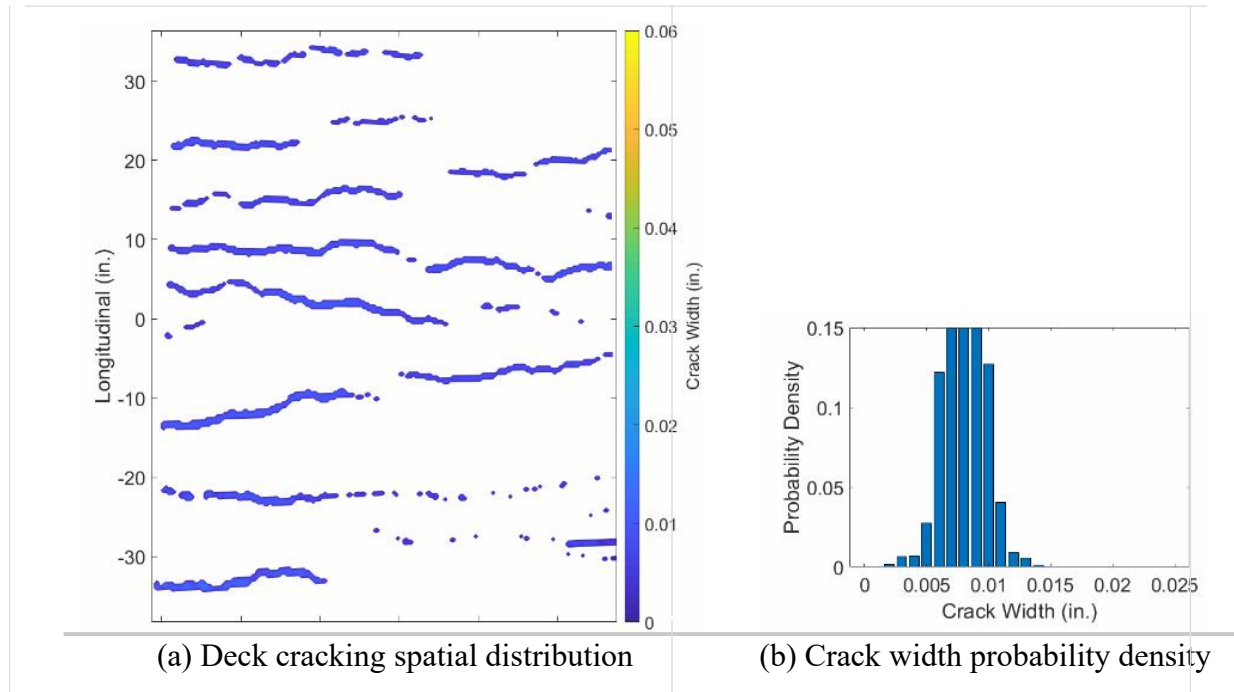 30
20
10
0
-10
-20
-30
Longitudinal (in.)
0.06
0.05
0.04
0.03
0.02
0.01
0
Crack Width (in.)
0.15
0.1
0.05
0
Probability Density
0 0.005 0.01 0.015 0.02 0.025
Crack Width (in.)
(a) Deck cracking spatial distribution
(b) Crack width probability density